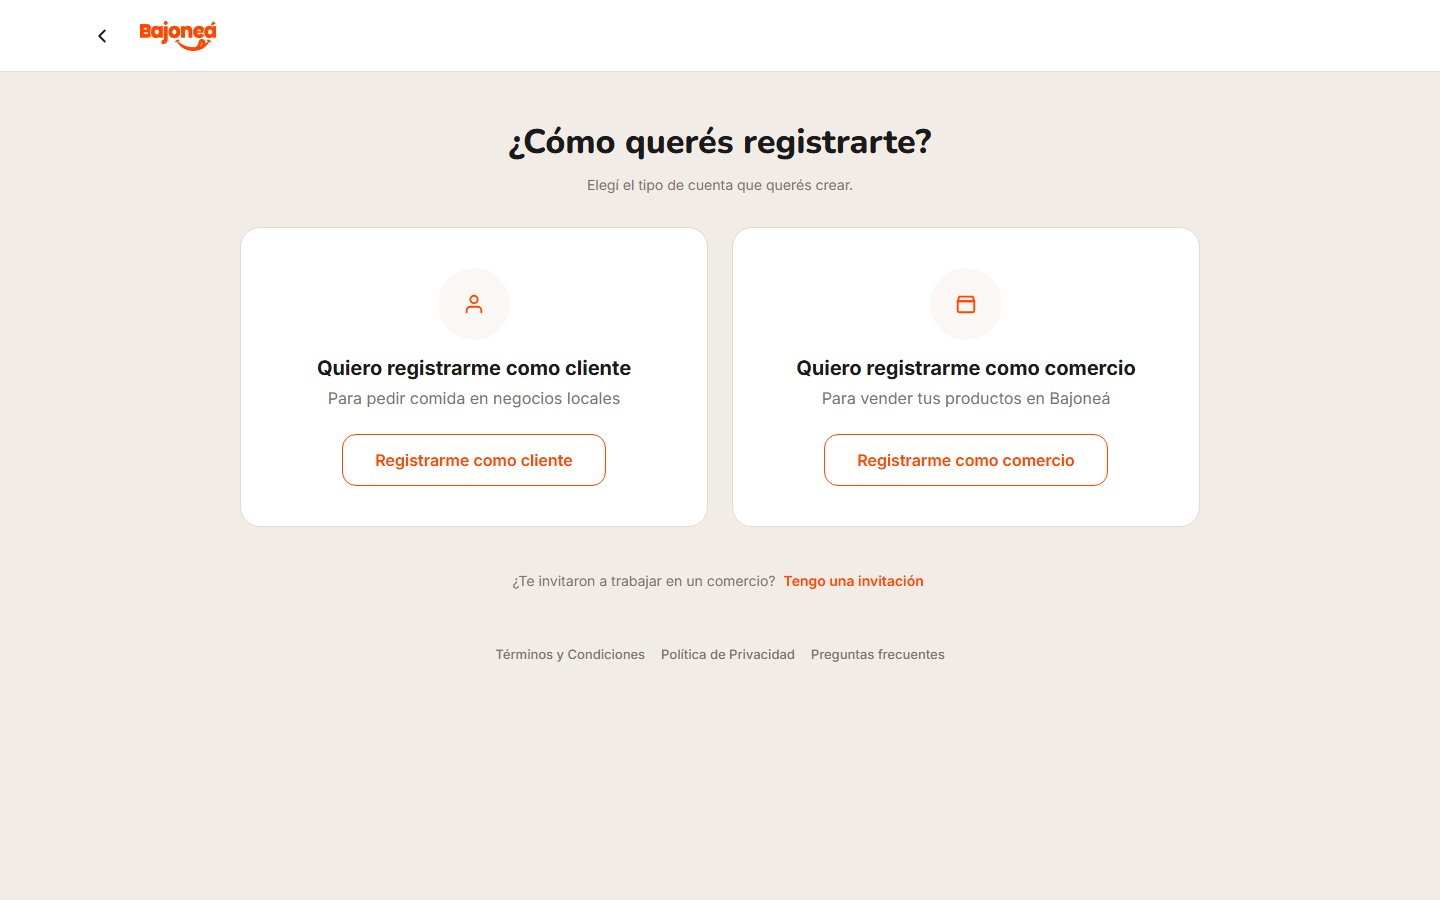 Bajoneá
¿Cómo querés registrarte?
Elegí el tipo de cuenta que querés crear.
Quiero registrarme como cliente
Para pedir comida en negocios locales
Registrarme como cliente
Quiero registrarme como comercio
Para vender tus productos en Bajoneá
Registrarme como comercio
¿Te invitaron a trabajar en un comercio? Tengo una invitación
Términos y Condiciones Política de Privacidad Preguntas frecuentes